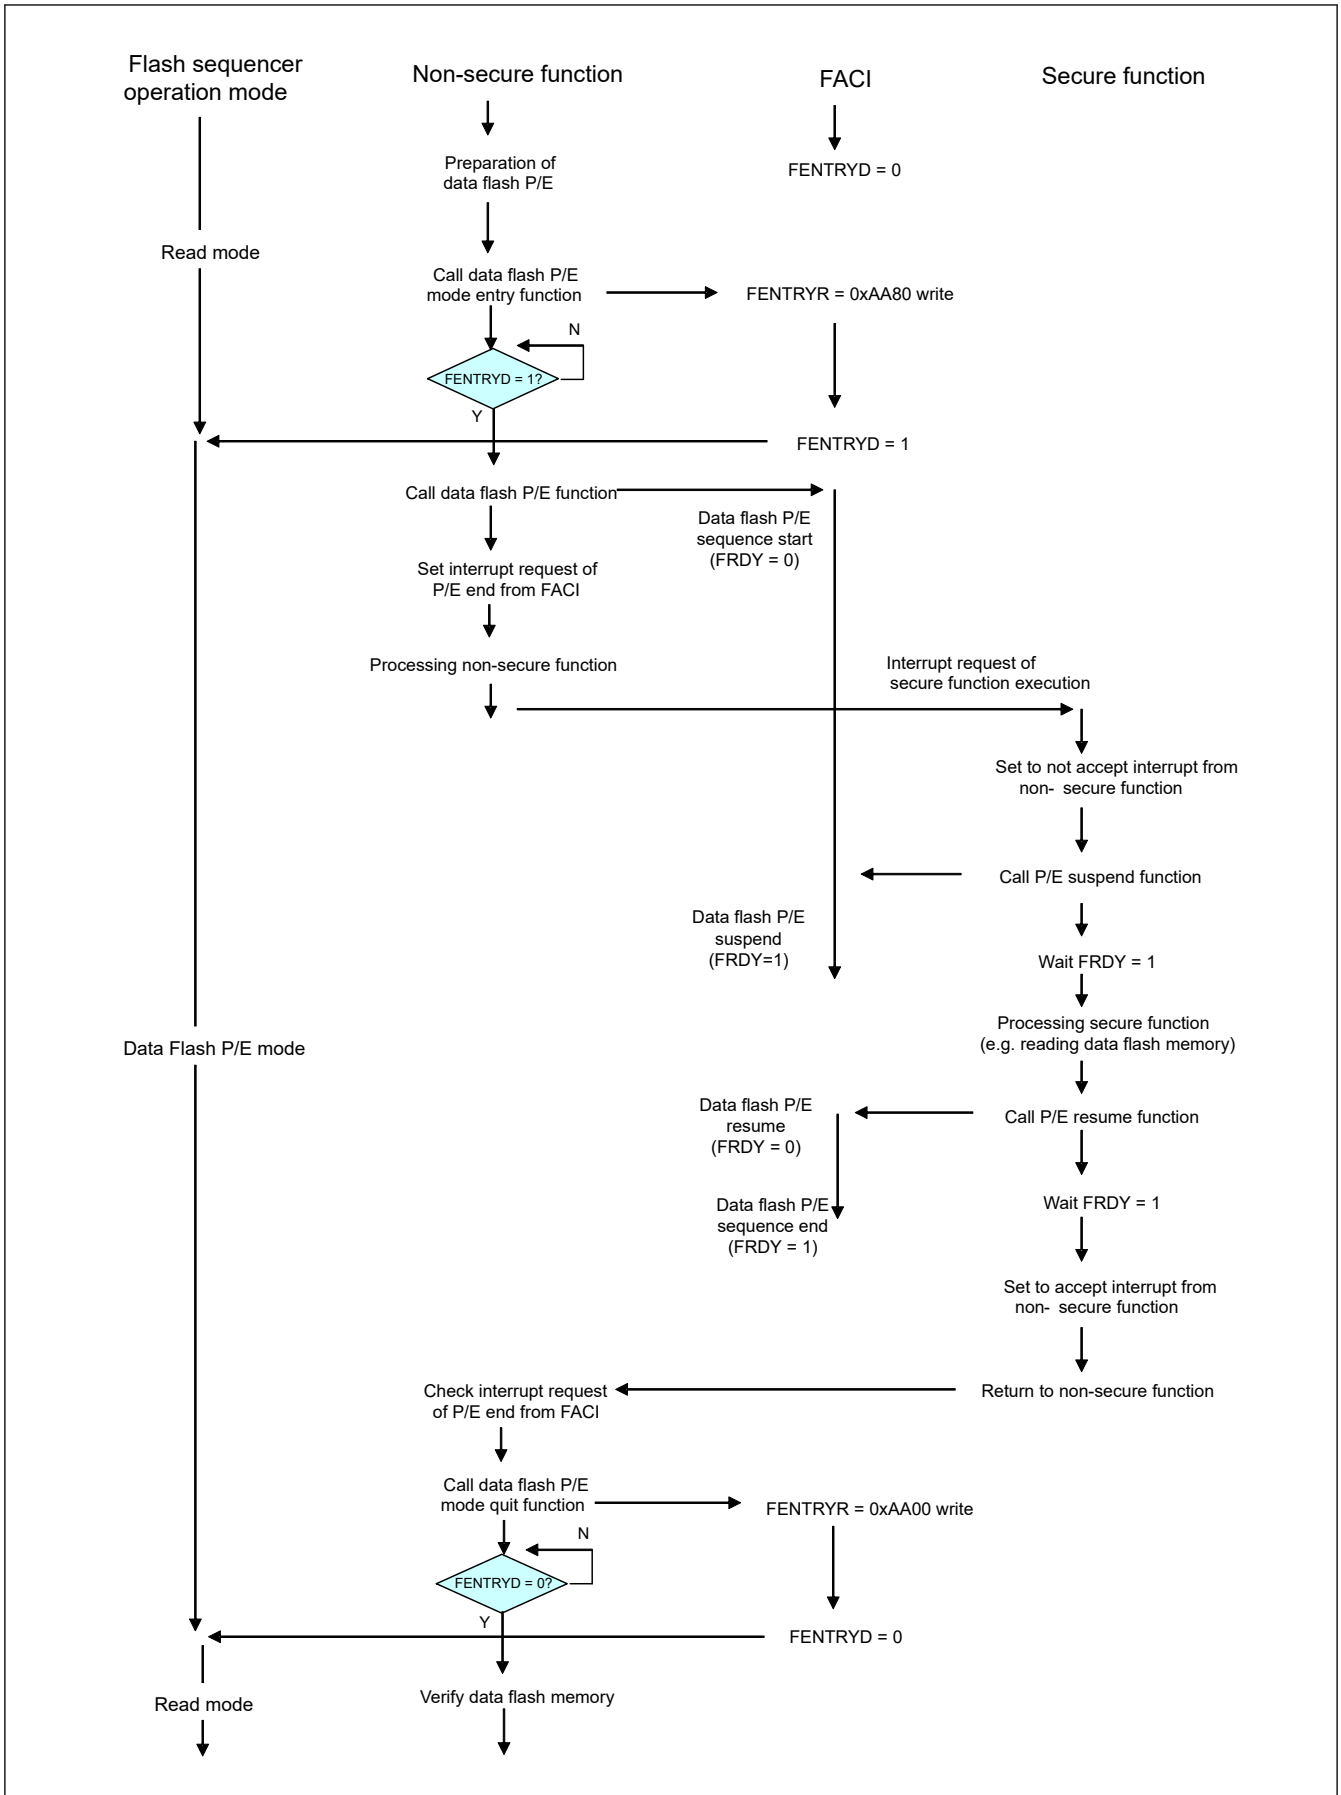 Flash sequencer
operation mode
Non-secure function
FACI
Secure function
Preparation of
data flash P/E
FENTRYD = 0
Read mode
Call data flash P/E
mode entry function
FENTRYR = 0xAA80 write
N
FENTRYD = 1?
Y
FENTRYD = 1
Call data flash P/E function
Data flash P/E
sequence start
(FRDY = 0)
Set interrupt request of
P/E end from FACI
Processing non-secure function
Interrupt request of
secure function execution
Set to not accept interrupt from
non- secure function
Call P/E suspend function
Data flash P/E
suspend
(FRDY=1)
Wait FRDY = 1
Processing secure function
(e.g. reading data flash memory)
Data Flash P/E mode
Data flash P/E
resume
(FRDY = 0)
Call P/E resume function
Data flash P/E
sequence end
(FRDY = 1)
Wait FRDY = 1
Set to accept interrupt from
non- secure function
Return to non-secure function
Check interrupt request
of P/E end from FACI
Call data flash P/E
mode quit function
FENTRYR = 0xAA00 write
N
FENTRYD = 0?
Y
FENTRYD = 0
Read mode
Verify data flash memory